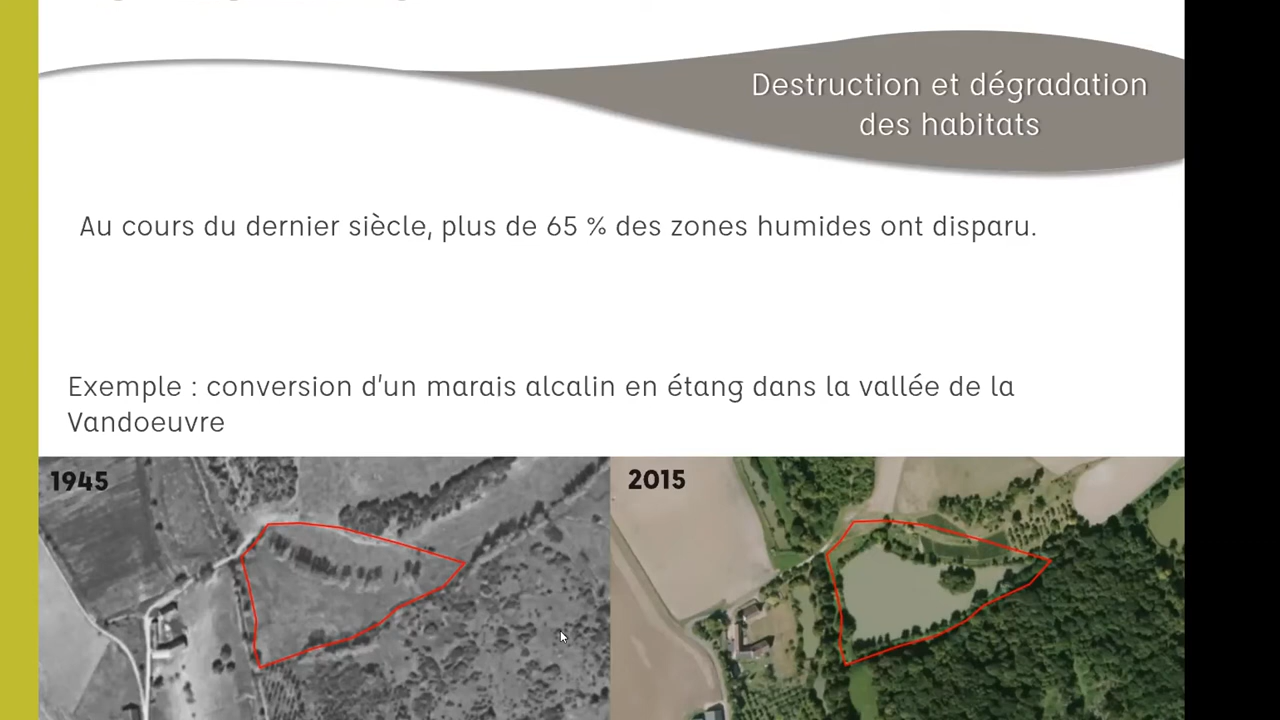 Destruction et dégradation
des habitats
Au cours du dernier siècle, plus de 65 % des zones humides ont disparu.
Exemple : conversion d'un marais alcalin en étang dans la vallée de la
Vandoeuvre
1945
2015